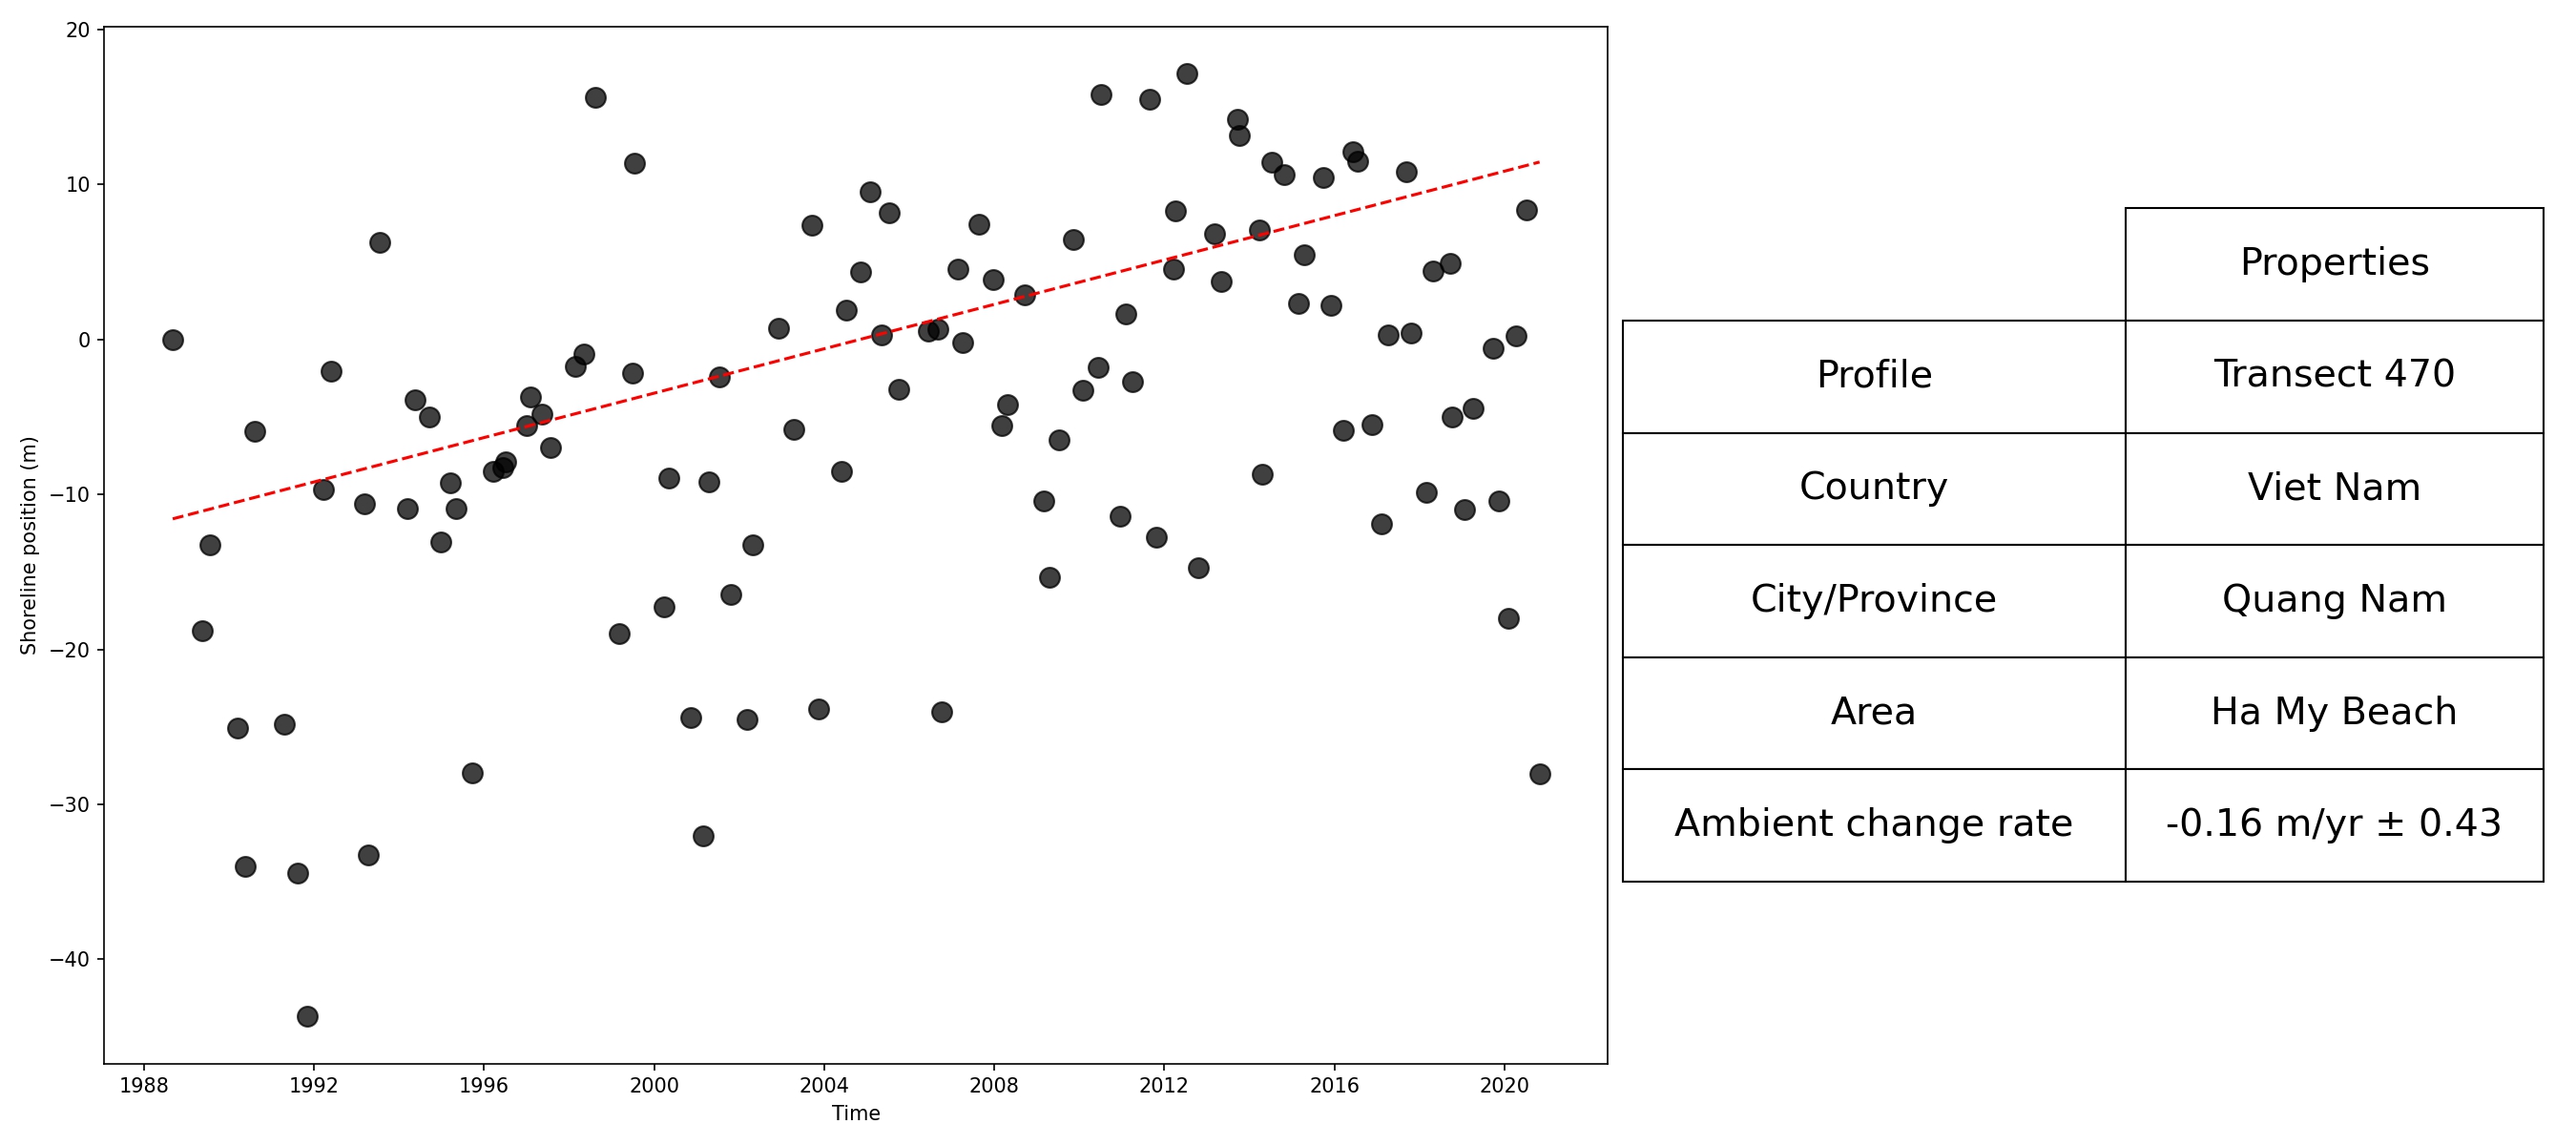 20
10
0
−10
−20
−30
−40
Shoreline position (m)
1988 1992 1996 2000 2004 2008 2012 2016 2020
Time
Properties
Profile Transect 470
Country Viet Nam
City/Province Quang Nam
Area Ha My Beach
Ambient change rate -0.16 m/yr ± 0.43